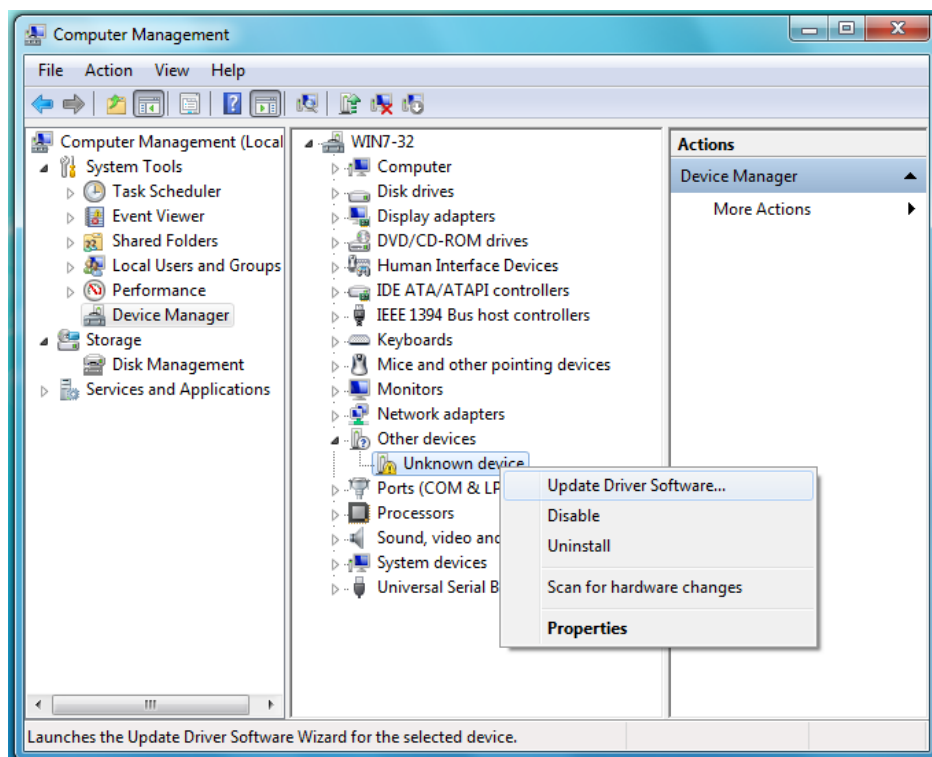 Computer Management
File Action View Help
Computer Management (Local
System Tools
Task Scheduler
Event Viewer
Shared Folders
Local Users and Groups
Performance
Device Manager
Storage
Disk Management
Services and Applications
WIN7-32
Computer
Disk drives
Display adapters
DVD/CD-ROM drives
Human Interface Devices
IDE ATA/ATAPI controllers
IEEE 1394 Bus host controllers
Keyboards
Mice and other pointing devices
Monitors
Network adapters
Other devices
Unknown device
Ports (COM & LP
Processors
Sound, video and
System devices
Universal Serial B
Update Driver Software...
Disable
Uninstall
Scan for hardware changes
Properties
Actions
Device Manager
More Actions
Launches the Update Driver Software Wizard for the selected device.